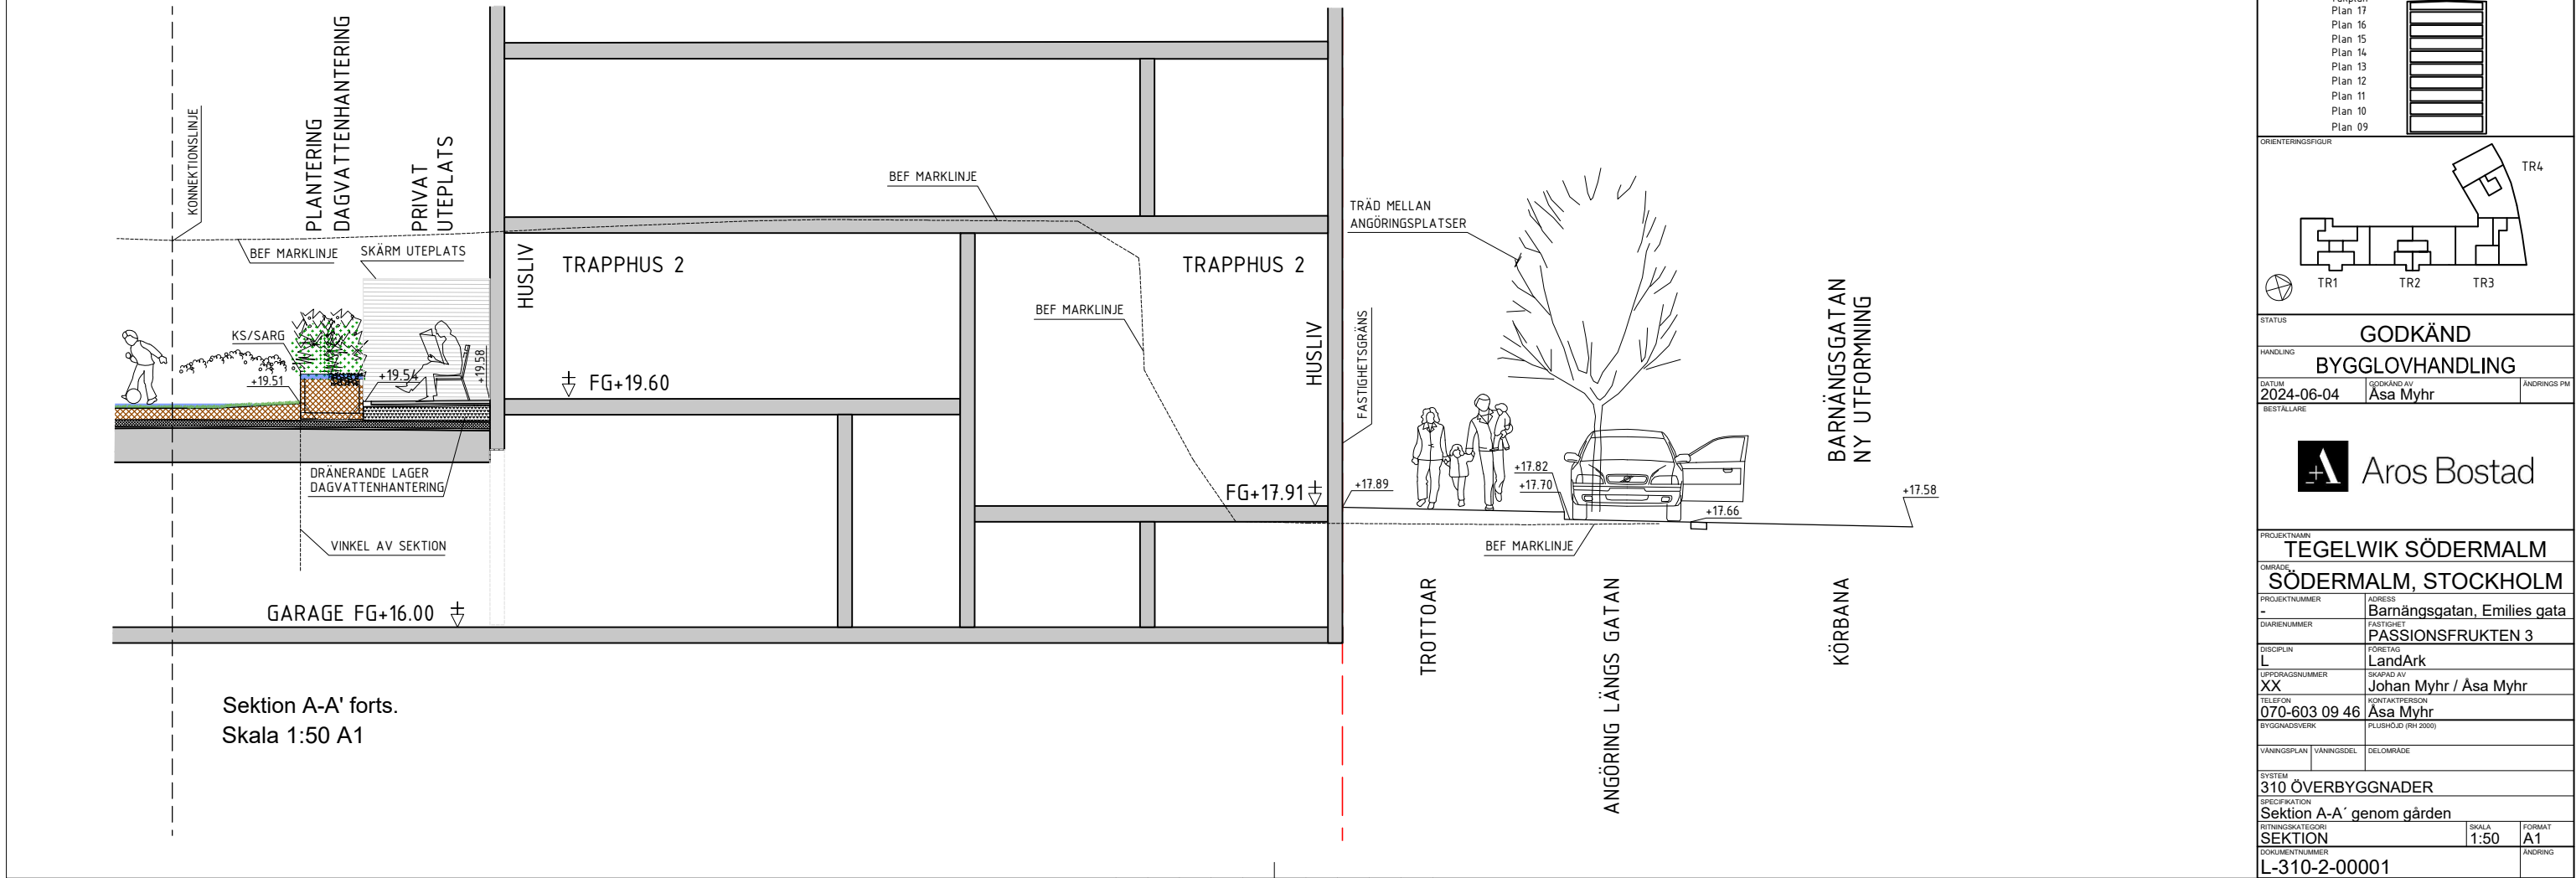 KONNEKTIONSLINJE
PLANTERING
DAGVATTENHANTERING
PRIVAT
UTEPLATS
BEF MARKLINJE
SKÄRM UTEPLATS
HUSLIV
TRAPPHUS 2
BEF MARKLINJE
TRAPPHUS 2
BEF MARKLINJE
HUSLIV
FASTIGHETSGRÄNS
TRÄD MELLAN
ANGÖRINGSPLATSER
BARNÄNGSGATAN
NY UTFORMNING
KS/SARG
+19.51
+19.54
+19.58
FG+19.60
DRÄNERANDE LAGER
DAGVATTENHANTERING
VINKEL AV SEKTION
FG+17.91
+17.89
+17.82
+17.70
+17.66
+17.58
BEF MARKLINJE
GARAGE FG+16.00
TROTTOAR
ANGÖRING LÄNGS GATAN
KÖRBANA
Sektion A-A' forts.
Skala 1:50 A1
Plan 17
Plan 16
Plan 15
Plan 14
Plan 13
Plan 12
Plan 11
Plan 10
Plan 09
ORIENTERINGSFIGUR
TR4
TR1 TR2 TR3
STATUS
GODKÄND
HANDLING
BYGGLOVHANDLING
DATUM GODKÄND AV ÄNDRINGS PM
2024-06-04 Åsa Myhr
BESTÄLLARE
+A Aros Bostad
PROJEKTNAMN
TEGELWIK SÖDERMALM
OMRÅDE
SÖDERMALM, STOCKHOLM
PROJEKTNUMMER ADRESS
- Barnängsgatan, Emilies gata
DIARIENUMMER FASTIGHET
PASSIONSFRUKTEN 3
DISCIPLIN FÖRETAG
L LandArk
UPPDRAGSNUMMER SKAPAD AV
XX Johan Myhr / Åsa Myhr
TELEFON KONTAKTPERSON
070-603 09 46 Åsa Myhr
BYGGNADSVERK PLUSHÖJD (RH 2000)
VÅNINGSPLAN VÅNINGSDEL DELOMRÅDE
SYSTEM
310 ÖVERBYGGNADER
SPECIFIKATION
Sektion A-A´ genom gården
RITNINGSKATEGORI SKALA FORMAT
SEKTION 1:50 A1
DOKUMENTNUMMER ÄNDRING
L-310-2-00001